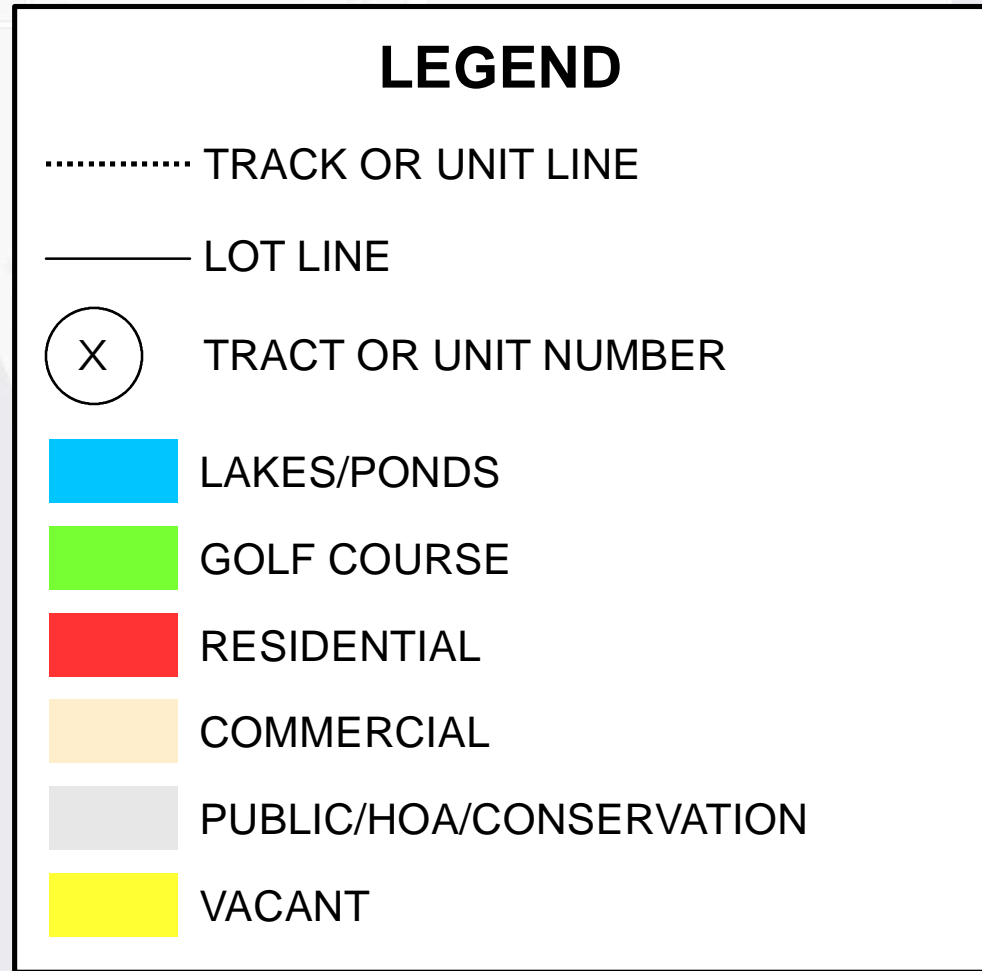 LEGEND
TRACK OR UNIT LINE
LOT LINE
X TRACT OR UNIT NUMBER
LAKES/PONDS
GOLF COURSE
RESIDENTIAL
COMMERCIAL
PUBLIC/HOA/CONSERVATION
VACANT